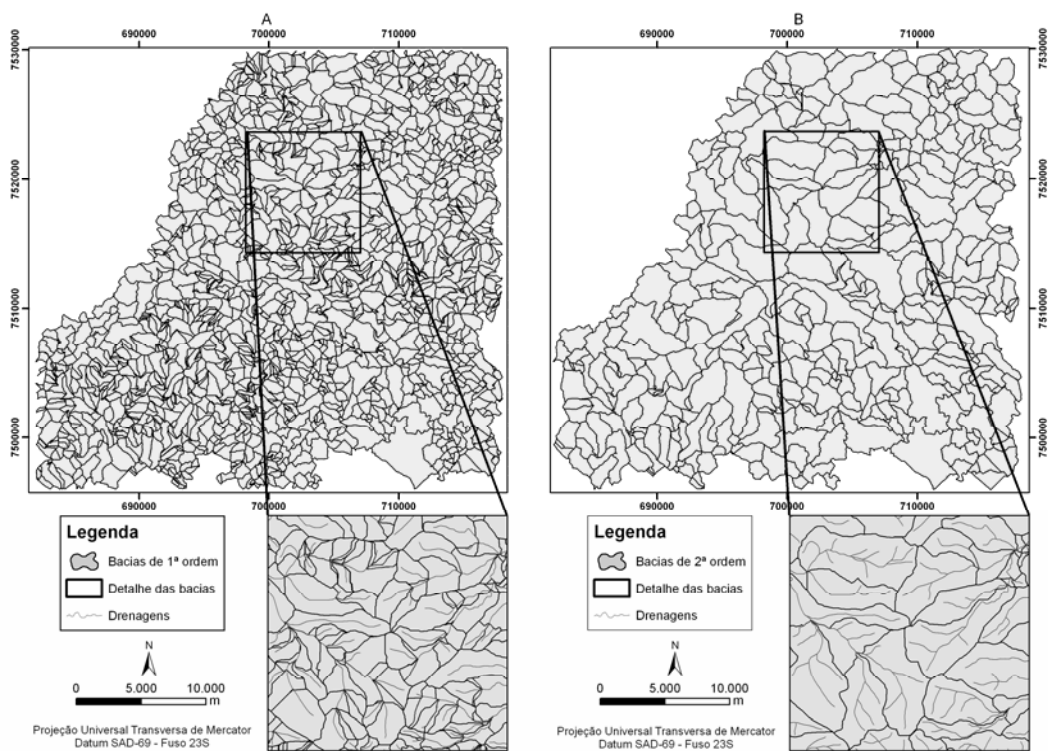 A
690000
700000
710000
7530000
7520000
7510000
7500000
690000
700000
710000
Legenda
Bacias de 1ª ordem
Detalhe das bacias
Drenagens
N
0
5.000
10.000
m
Projeção Universal Transversa de Mercator
Datum SAD-69 - Fuso 23S
B
690000
700000
710000
7530000
7520000
7510000
7500000
690000
700000
710000
Legenda
Bacias de 2ª ordem
Detalhe das bacias
Drenagens
N
0
5.000
10.000
m
Projeção Universal Transversa de Mercator
Datum SAD-69 - Fuso 23S